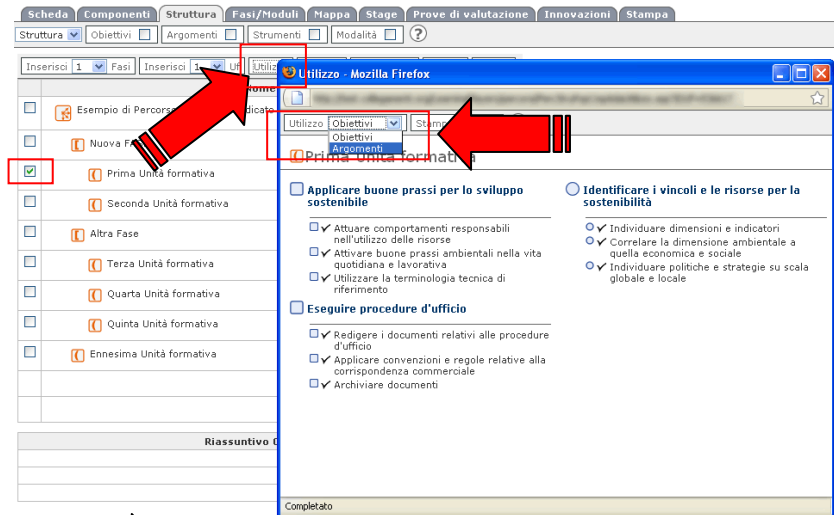 Scheda Componenti Struttura Fasi/Moduli Mappa Stage Prove di valutazione Innovazioni Stampa
Struttura Obiettivi Argomenti Strumenti Modalità ?
Inserisci 1 Fasi Inserisci 1 Uf Utiliz
Nome
Esempio di Percorso dicato
Nuova F
Prima Unità formativa
Seconda Unità formativa
Altra Fase
Terza Unità formativa
Quarta Unità formativa
Quinta Unità formativa
Ennesima Unità formativa
Riassuntivo
Utilizzo - Mozilla Firefox
Utilizzo Obiettivi Stam
Obiettivi
Argomenti
Prima Unità formativa
Applicare buone prassi per lo sviluppo
sostenibile
Attuare comportamenti responsabili
nell'utilizzo delle risorse
Attivare buone prassi ambientali nella vita
quotidiana e lavorativa
Utilizzare la terminologia tecnica di
riferimento
Eseguire procedure d'ufficio
Redigere i documenti relativi alle procedure
d'ufficio
Applicare convenzioni e regole relative alla
corrispondenza commerciale
Archiviare documenti
Identificare i vincoli e le risorse per la
sostenibilità
Individuare dimensioni e indicatori
Correlare la dimensione ambientale a
quella economica e sociale
Individuare politiche e strategie su scala
globale e locale
Completato